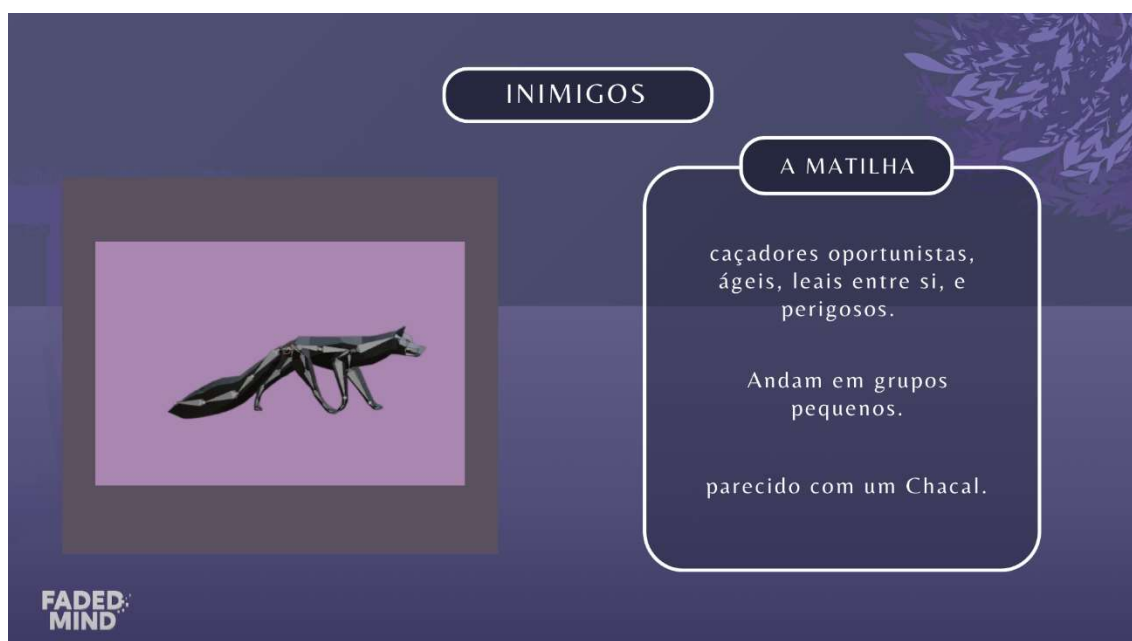 INIMIGOS
A MATILHA
caçadores oportunistas,
ágeis, leais entre si, e
perigosos.
Andam em grupos
pequenos.
parecido com um Chacal.
FADED
MIND